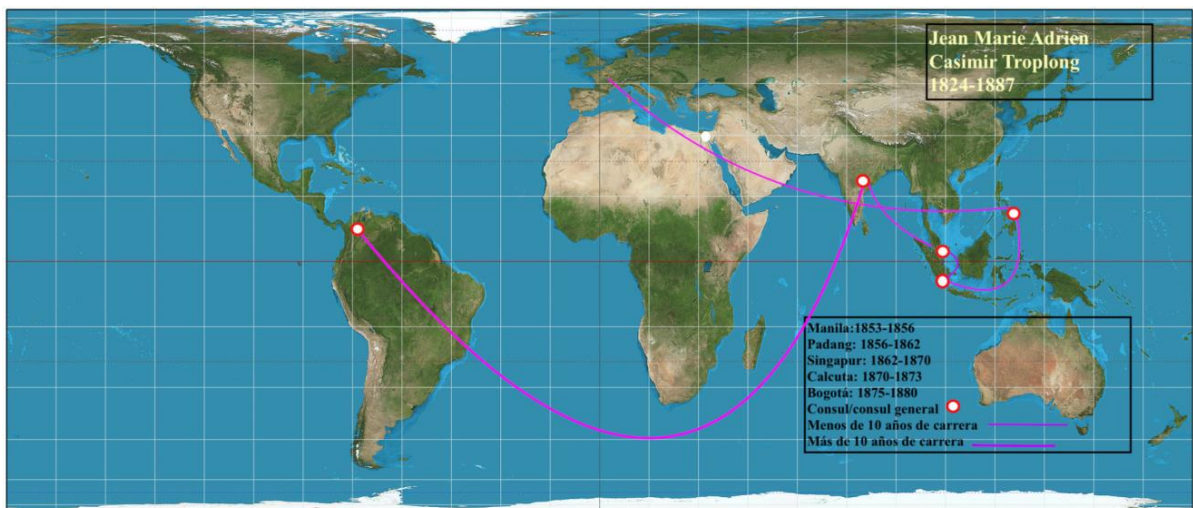 Jean Marie Adrien
Casimir Troplong
1824-1887
Manila:1853-1856
Padang: 1856-1862
Singapur: 1862-1870
Calcuta: 1870-1873
Bogotá: 1875-1880
Consul/consul general
Menos de 10 años de carrera
Más de 10 años de carrera